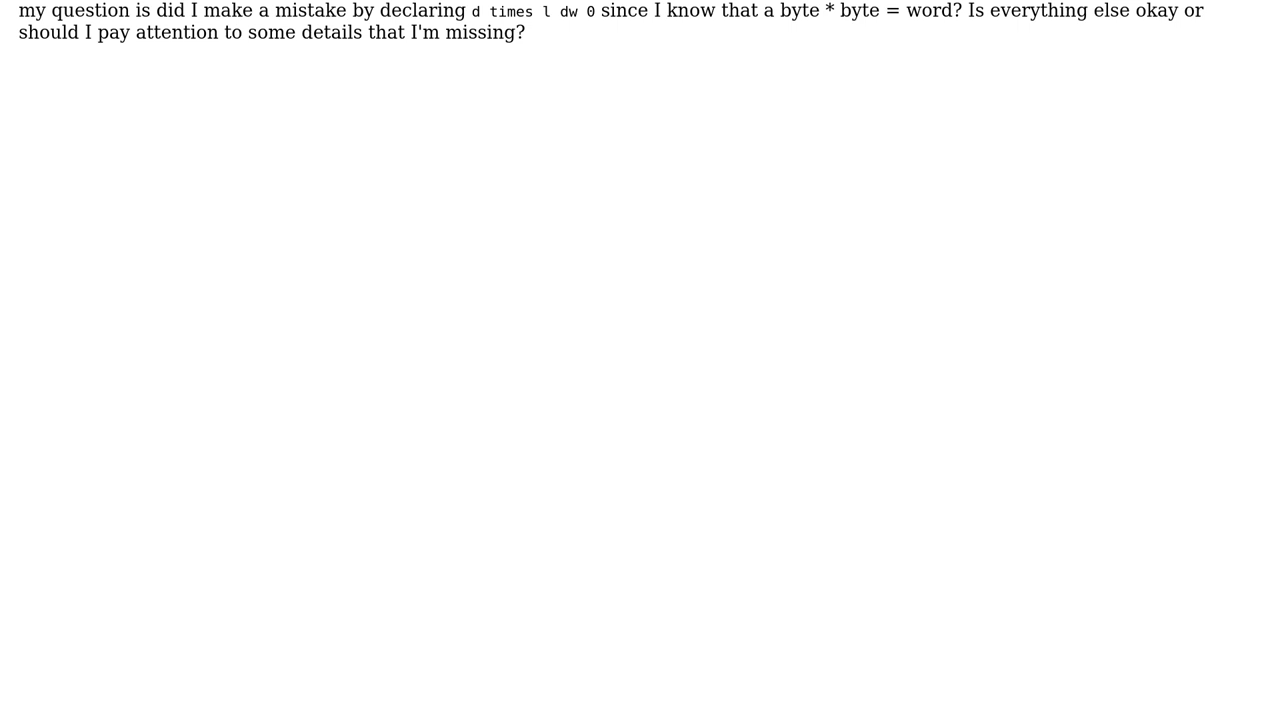 my question is did I make a mistake by declaring d times l dw 0 since I know that a byte * byte = word? Is everything else okay or
should I pay attention to some details that I'm missing?